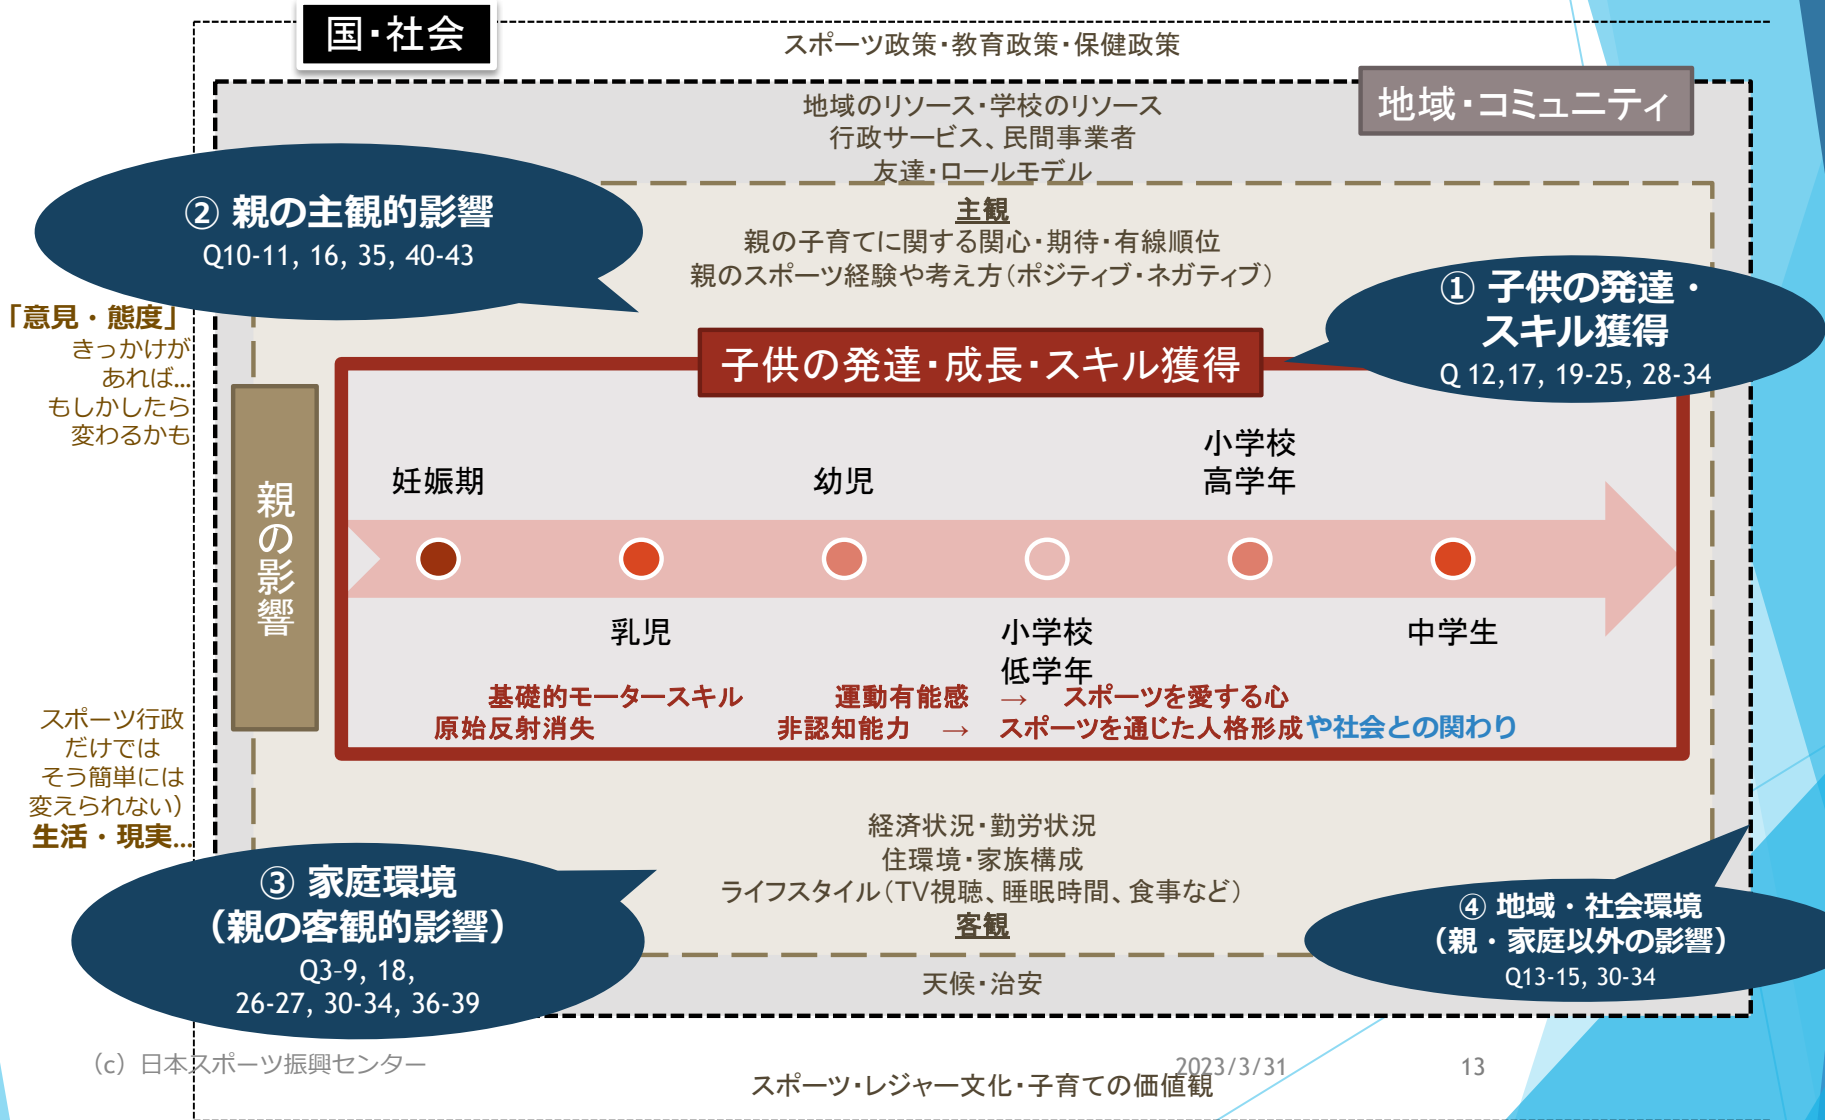 国・社会
スポーツ政策・教育政策・保健政策
地域・コミュニティ
地域のリソース・学校のリソース
行政サービス、民間事業者
友達・ロールモデル
② 親の主観的影響
Q10-11, 16, 35, 40-43
主観
親の子育てに関する関心・期待・有線順位
親のスポーツ経験や考え方（ポジティブ・ネガティブ）
① 子供の発達・
スキル獲得
Q 12,17, 19-25, 28-34
「意見・態度」
きっかけが
あれば…
もしかしたら
変わるかも
子供の発達・成長・スキル獲得
親の影響
妊娠期
幼児
小学校
高学年
乳児
小学校
低学年
中学生
基礎的モータースキル 運動有能感 → スポーツを愛する心
原始反射消失 非認知能力 → スポーツを通じた人格形成や社会との関わり
スポーツ行政
だけでは
そう簡単には
変えられない）
生活・現実…
経済状況・勤労状況
住環境・家族構成
ライフスタイル（TV視聴、睡眠時間、食事など）
客観
③ 家庭環境
（親の客観的影響）
Q3-9, 18,
26-27, 30-34, 36-39
④ 地域・社会環境
（親・家庭以外の影響）
Q13-15, 30-34
天候・治安
（c）日本スポーツ振興センター
2023/3/31
13
スポーツ・レジャー文化・子育ての価値観